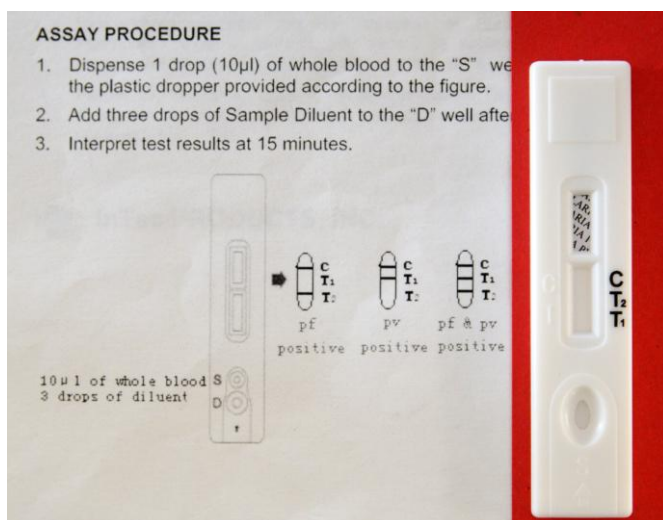 ASSAY PROCEDURE
1. Dispense 1 drop (10µl) of whole blood to the “S” we
the plastic dropper provided according to the figure.
2. Add three drops of Sample Diluent to the “D” well afte
3. Interpret test results at 15 minutes.
C
T₁
T₂
C
T₁
T₂
C
T₁
T₂
pf
positive
pv
positive
pf & pv
positive
10µl of whole blood S
3 drops of diluent D
C
T₂
T₁